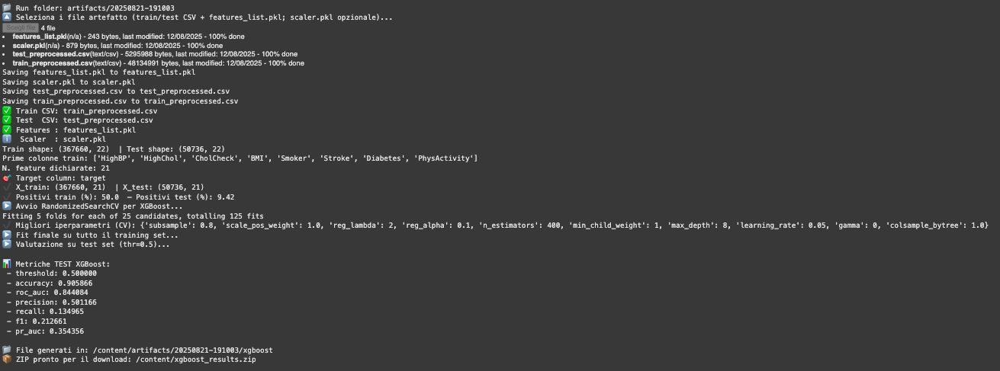 📁 Run folder: artifacts/20250821-191003
🔼 Seleziona i file artefatto (train/test CSV + features_list.pkl; scaler.pkl opzionale)...
Scegli file 4 file
• features_list.pkl(n/a) - 243 bytes, last modified: 12/08/2025 - 100% done
• scaler.pkl(n/a) - 879 bytes, last modified: 12/08/2025 - 100% done
• test_preprocessed.csv(text/csv) - 5295988 bytes, last modified: 12/08/2025 - 100% done
• train_preprocessed.csv(text/csv) - 48134991 bytes, last modified: 12/08/2025 - 100% done
Saving features_list.pkl to features_list.pkl
Saving scaler.pkl to scaler.pkl
Saving test_preprocessed.csv to test_preprocessed.csv
Saving train_preprocessed.csv to train_preprocessed.csv
✅ Train CSV: train_preprocessed.csv
✅ Test  CSV: test_preprocessed.csv
✅ Features : features_list.pkl
ℹ️  Scaler  : scaler.pkl
Train shape: (367660, 22)  | Test shape: (50736, 22)
Prime colonne train: ['HighBP', 'HighChol', 'CholCheck', 'BMI', 'Smoker', 'Stroke', 'Diabetes', 'PhysActivity']
N. feature dichiarate: 21
🎯 Target column: target
✔ X_train: (367660, 21)  | X_test: (50736, 21)
✔ Positivi train (%): 50.0  — Positivi test (%): 9.42
▶️ Avvio RandomizedSearchCV per XGBoost...
Fitting 5 folds for each of 25 candidates, totalling 125 fits
✔ Migliori iperparametri (CV): {'subsample': 0.8, 'scale_pos_weight': 1.0, 'reg_lambda': 2, 'reg_alpha': 0.1, 'n_estimators': 400, 'min_child_weight': 1, 'max_depth': 8, 'learning_rate': 0.05, 'gamma': 0, 'colsample_bytree': 1.0}
▶️ Fit finale su tutto il training set...
▶️ Valutazione su test set (thr=0.5)...
📊 Metriche TEST XGBoost:
- threshold: 0.500000
- accuracy: 0.905866
- roc_auc: 0.844084
- precision: 0.501166
- recall: 0.134965
- f1: 0.212661
- pr_auc: 0.354356
📁 File generati in: /content/artifacts/20250821-191003/xgboost
📦 ZIP pronto per il download: /content/xgboost_results.zip